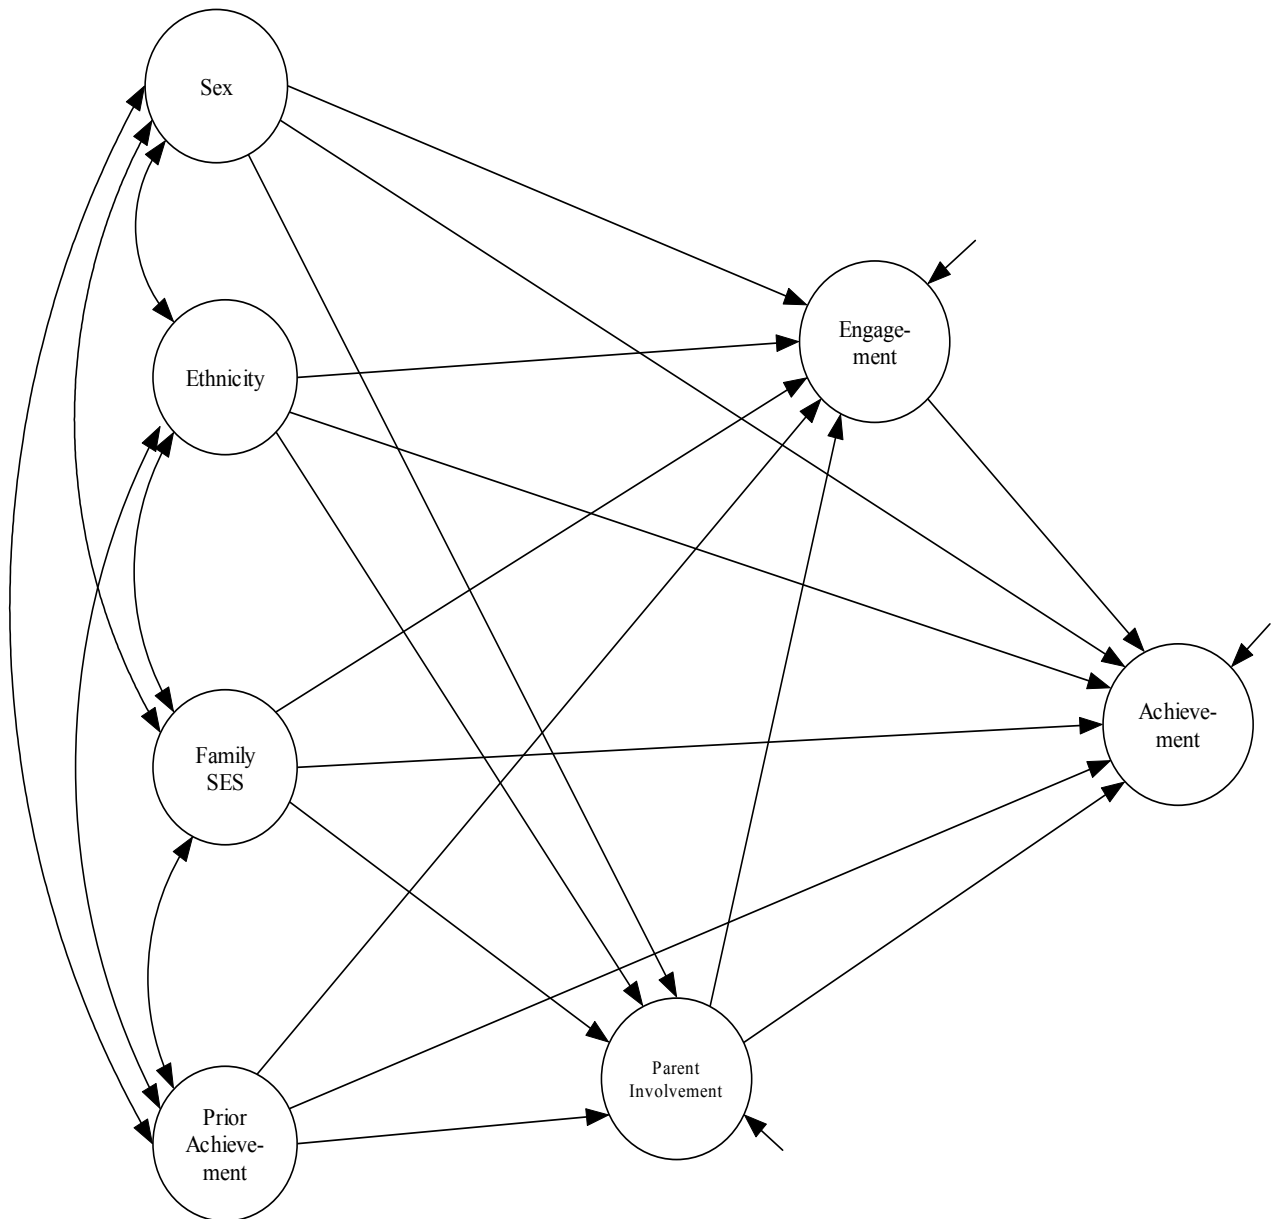 Sex
Engage-
ment
Ethnicity
Achieve-
ment
Family
SES
Parent
Involvement
Prior
Achieve-
ment